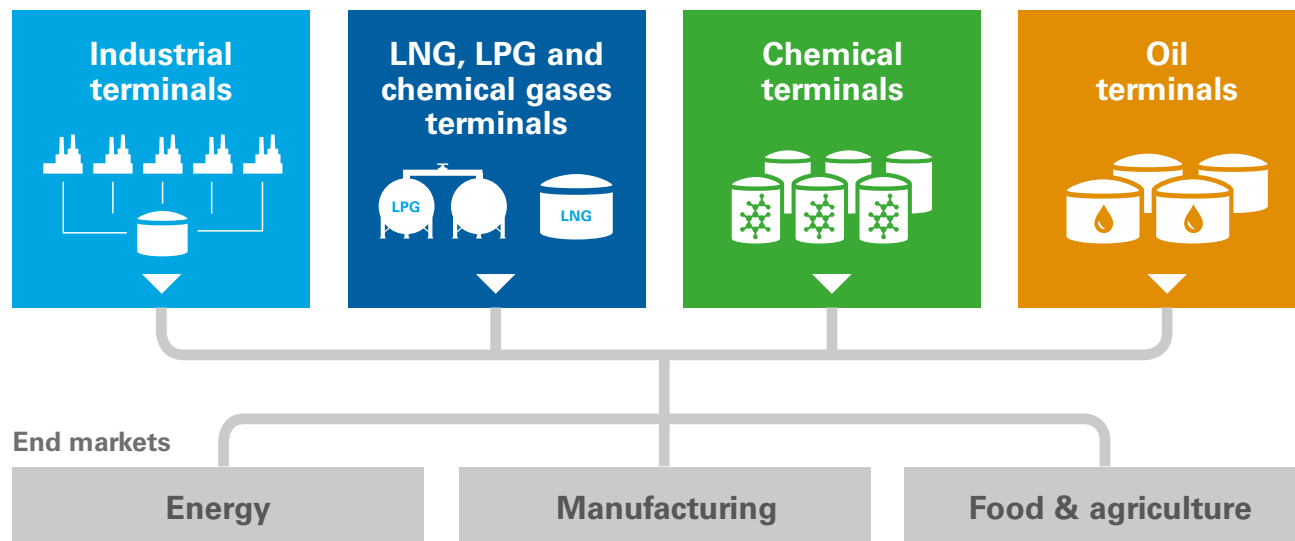 Industrial
terminals
LNG, LPG and
chemical gases
terminals
LPG
LNG
Chemical
terminals
Oil
terminals
End markets
Energy
Manufacturing
Food & agriculture